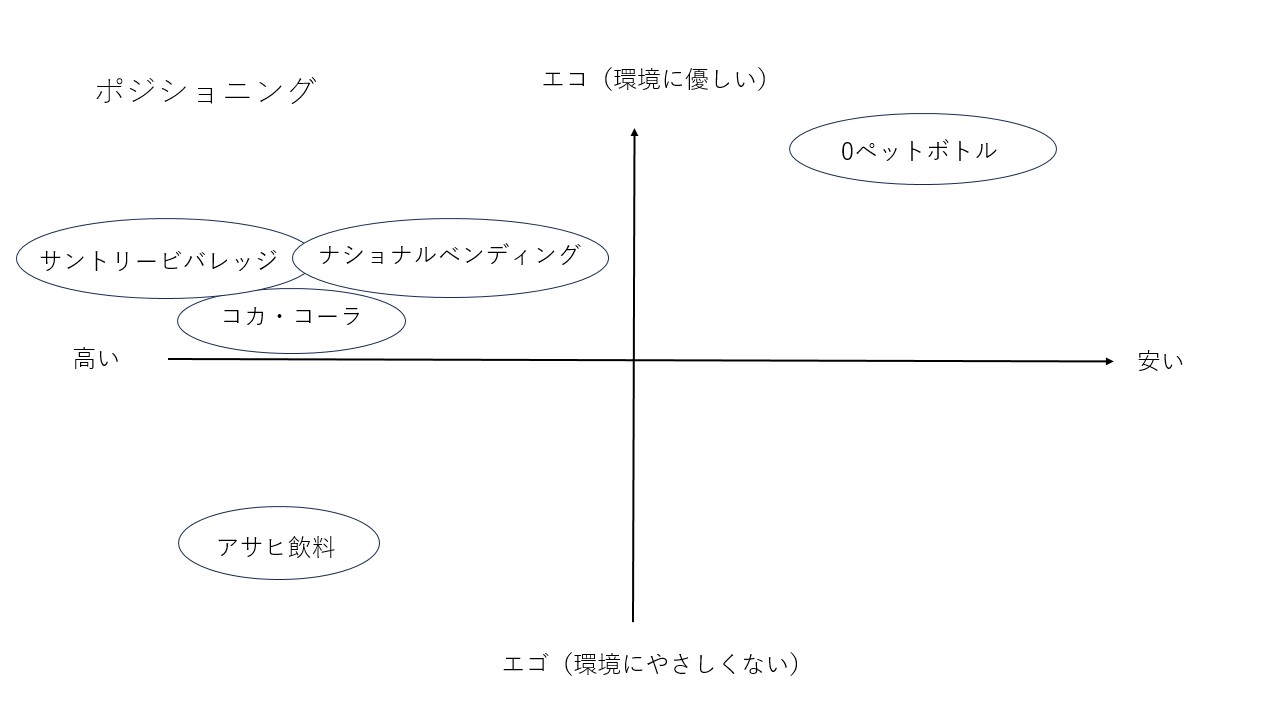 エコ（環境に優しい）
ポジショニング
0ペットボトル
サントリービバレッジ
ナショナルベンディング
コカ・コーラ
高い
安い
アサヒ飲料
エゴ（環境にやさしくない）